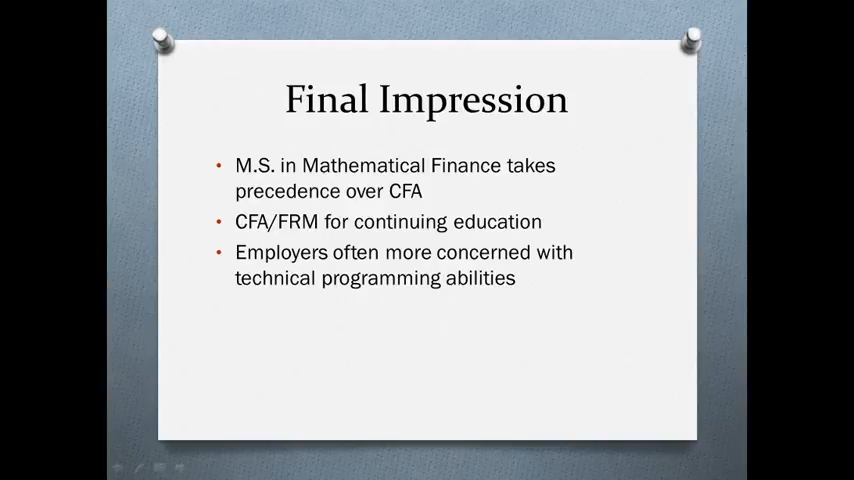 Final Impression
• M.S. in Mathematical Finance takes
precedence over CFA
• CFA/FRM for continuing education
• Employers often more concerned with
technical programming abilities